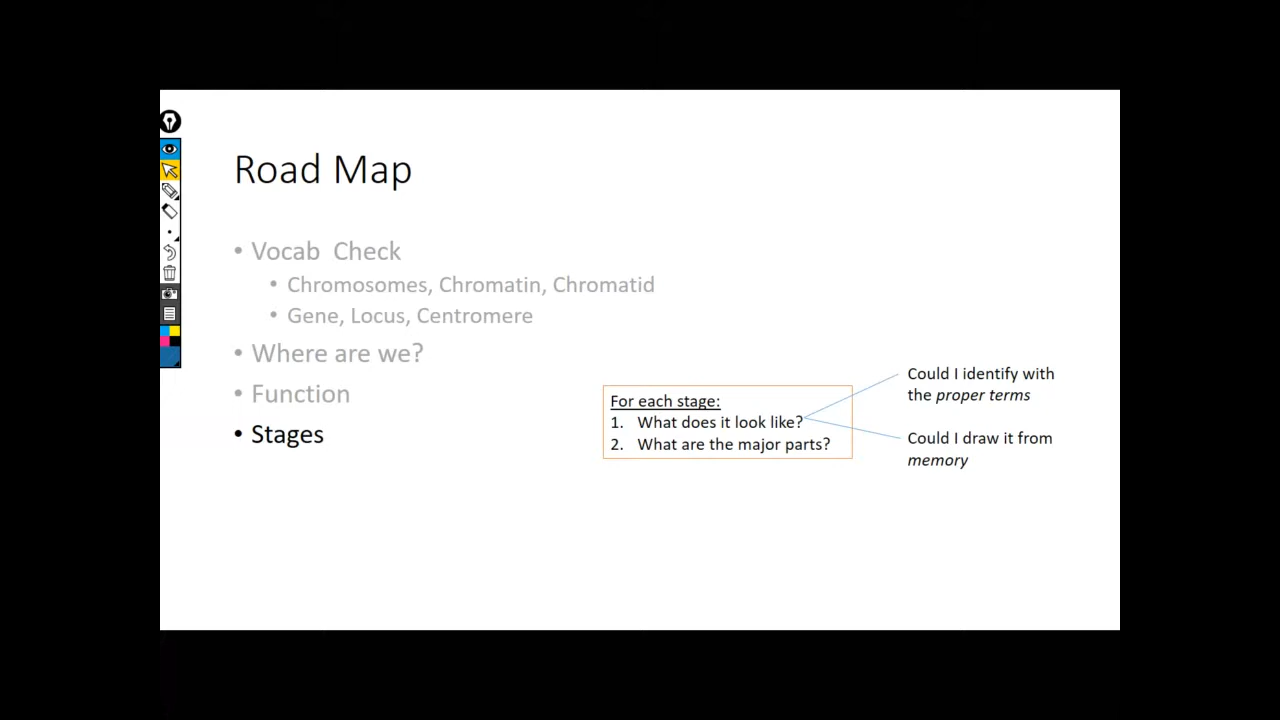 Road Map
• Vocab Check
• Chromosomes, Chromatin, Chromatid
• Gene, Locus, Centromere
• Where are we?
• Function
• Stages
For each stage:
1. What does it look like?
2. What are the major parts?
Could I identify with
the proper terms
Could I draw it from
memory